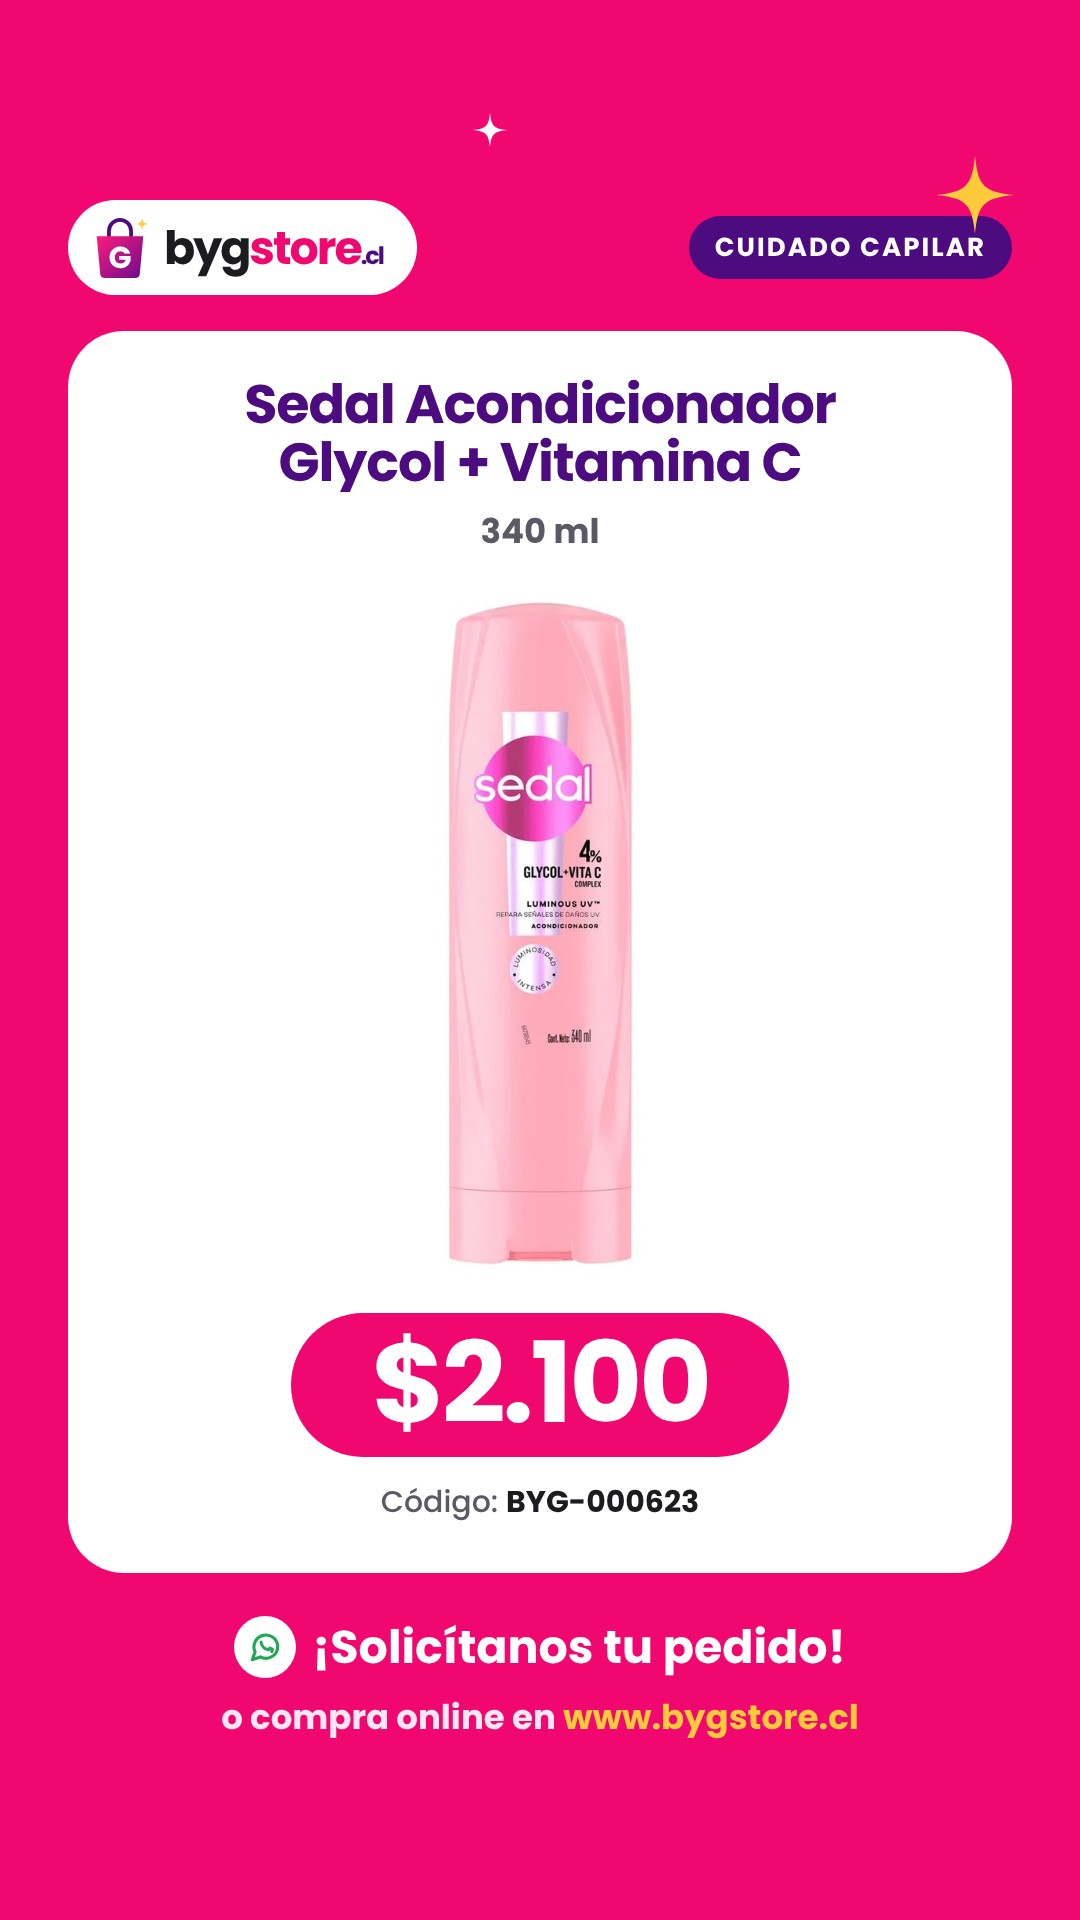 G bygstore.cl
CUIDADO CAPILAR
Sedal Acondicionador
Glycol + Vitamina C
340 ml
sedal
4%
GLYCOL+VITA C
COMPLEX
LUMINOUS UV™
REPARA SEÑALES DE DAÑOS UV
ACONDICIONADOR
LUMINOSIDAD
INTENSA
Cont. Neto: 340 ml
$2.100
Código: BYG-000623
¡Solicítanos tu pedido!
o compra online en www.bygstore.cl